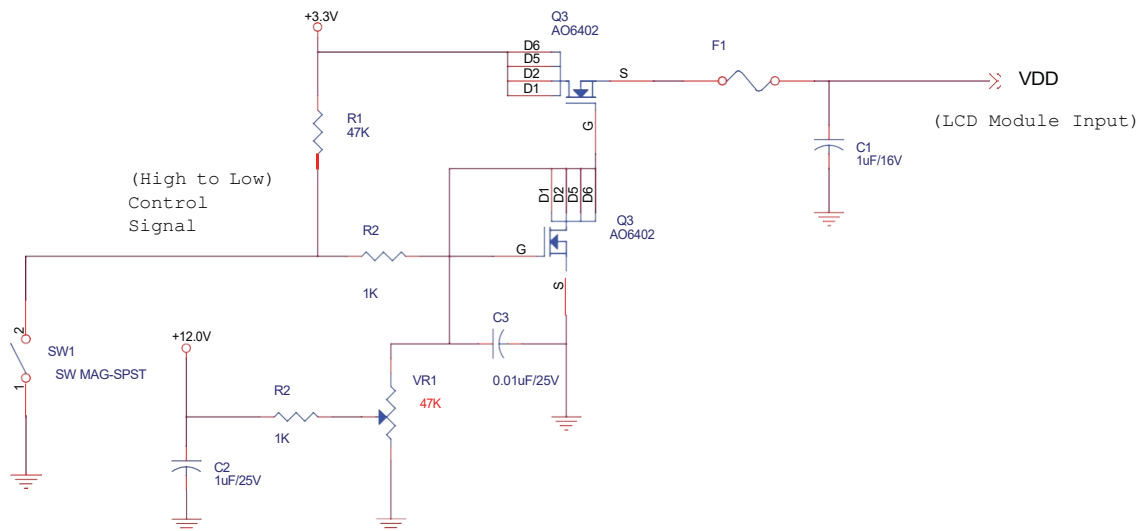 +3.3V
Q3
AO6402
D6
D5
D2
D1
S
G
F1
VDD
(LCD Module Input)
R1
47K
C1
1uF/16V
(High to Low)
Control
Signal
D1
D2
D5
D6
Q3
AO6402
R2
1K
G
S
2
SW1
SW MAG-SPST
1
+12.0V
C3
0.01uF/25V
R2
1K
VR1
47K
C2
1uF/25V